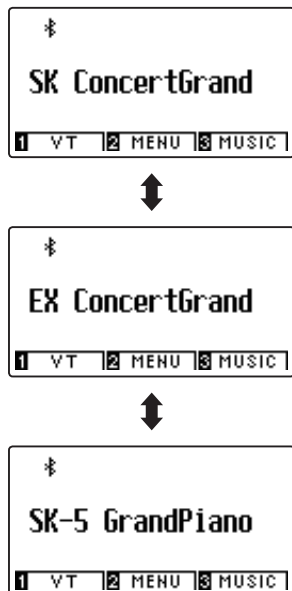 SK ConcertGrand
1 VT 2 MENU 3 MUSIC
EX ConcertGrand
1 VT 2 MENU 3 MUSIC
SK-5 GrandPiano
1 VT 2 MENU 3 MUSIC